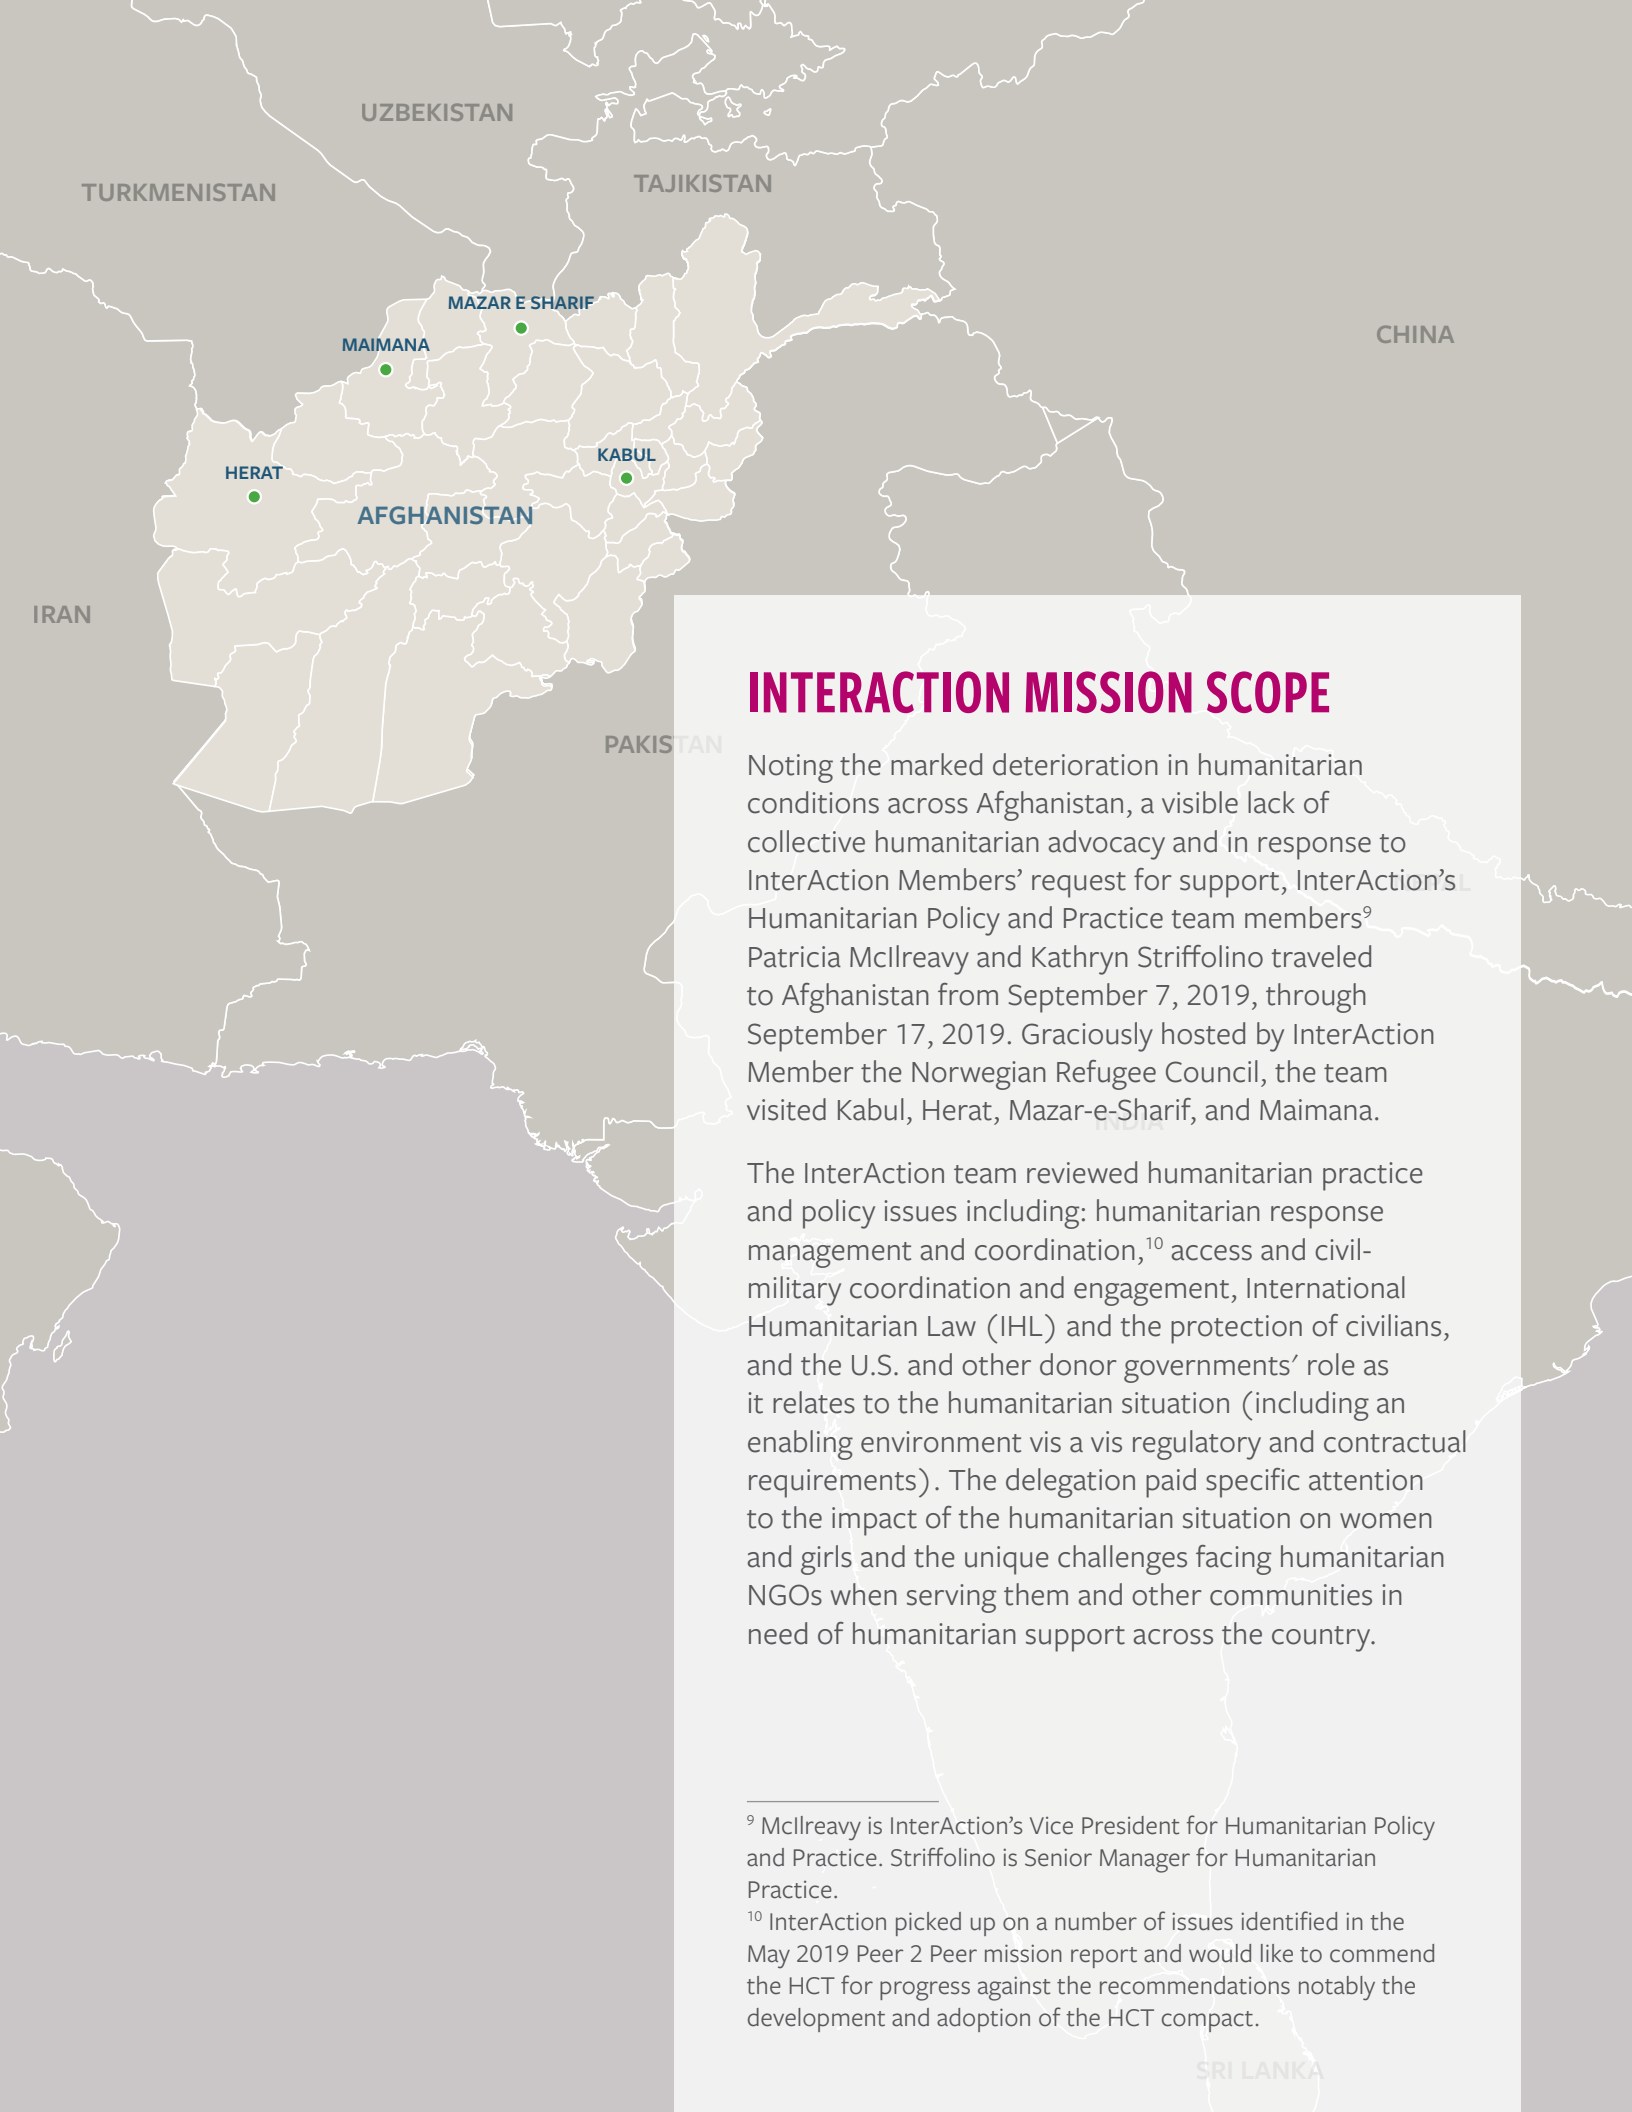 UZBEKISTAN
TURKMENISTAN
TAJIKISTAN
MAZAR E SHARIF
CHINA
MAIMANA
KABUL
HERAT
AFGHANISTAN
IRAN
PAKISTAN
NEPAL
INDIA
SRI LANKA
INTERACTION MISSION SCOPE
Noting the marked deterioration in humanitarian
conditions across Afghanistan, a visible lack of
collective humanitarian advocacy and in response to
InterAction Members’ request for support, InterAction’s
Humanitarian Policy and Practice team members⁹
Patricia McIlreavy and Kathryn Striffolino traveled
to Afghanistan from September 7, 2019, through
September 17, 2019. Graciously hosted by InterAction
Member the Norwegian Refugee Council, the team
visited Kabul, Herat, Mazar-e-Sharif, and Maimana.
The InterAction team reviewed humanitarian practice
and policy issues including: humanitarian response
management and coordination,¹⁰ access and civil-
military coordination and engagement, International
Humanitarian Law (IHL) and the protection of civilians,
and the U.S. and other donor governments’ role as
it relates to the humanitarian situation (including an
enabling environment vis a vis regulatory and contractual
requirements). The delegation paid specific attention
to the impact of the humanitarian situation on women
and girls and the unique challenges facing humanitarian
NGOs when serving them and other communities in
need of humanitarian support across the country.
⁹ McIlreavy is InterAction’s Vice President for Humanitarian Policy
and Practice. Striffolino is Senior Manager for Humanitarian
Practice.
¹⁰ InterAction picked up on a number of issues identified in the
May 2019 Peer 2 Peer mission report and would like to commend
the HCT for progress against the recommendations notably the
development and adoption of the HCT compact.